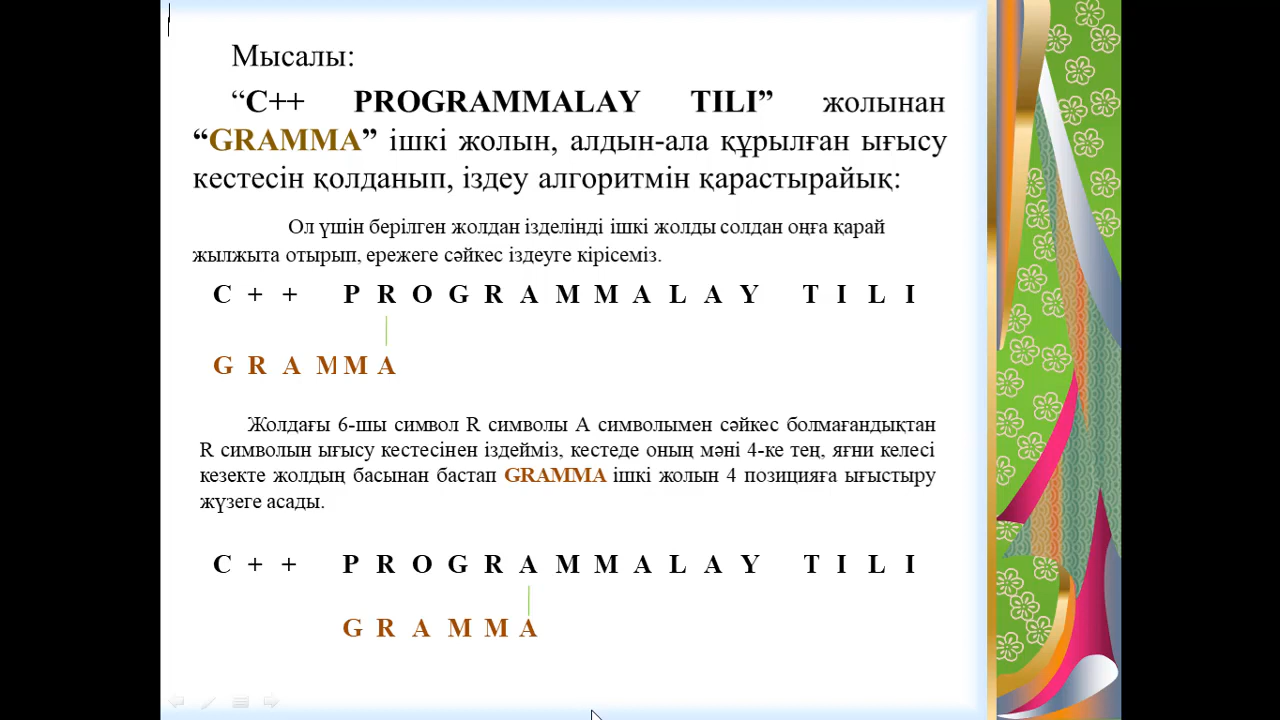 Мысалы:
“C++ PROGRAMMALAY TILI” жолынан
“GRAMMA” ішкі жолын, алдын-ала құрылған ығысу
кестесін қолданып, іздеу алгоритмін қарастырайық:
Ол үшін берілген жолдан ізделінді ішкі жолды солдан оңға қарай
жылжыта отырып, ережеге сәйкес іздеуге кірісеміз.
C + + P R O G R A M M A L A Y T I L I
G R A M M A
Жолдағы 6-шы символ R символы A символымен сәйкес болмағандықтан
R символын ығысу кестесінен іздейміз, кестеде оның мәні 4-ке тең, яғни келесі
кезекте жолдың басынан бастап GRAMMA ішкі жолын 4 позицияға ығыстыру
жүзеге асады.
C + + P R O G R A M M A L A Y T I L I
G R A M M A